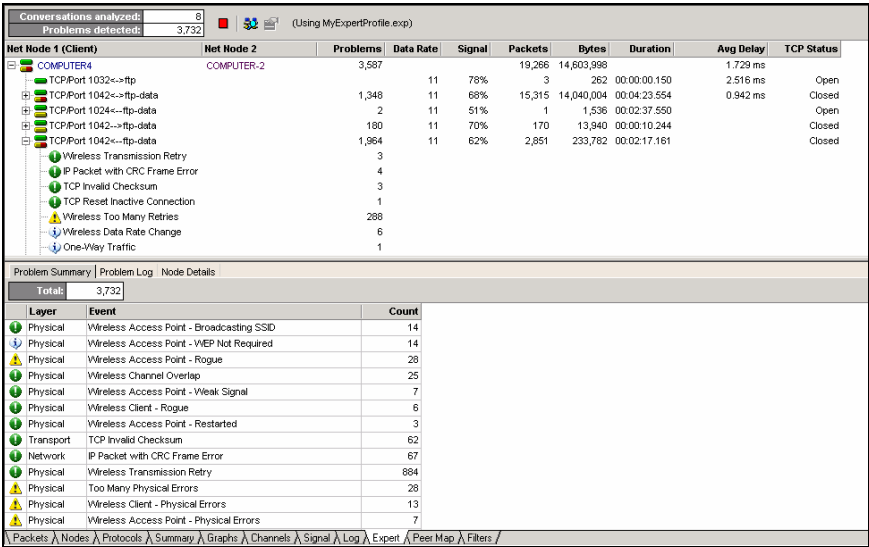 Conversations analyzed: 8
Problems detected: 3,732
(Using MyExpertProfile.exp)
Net Node 1 (Client) Net Node 2 Problems Data Rate Signal Packets Bytes Duration Avg Delay TCP Status
COMPUTER4 COMPUTER-2 3,587 19,266 14,603,998 1.729 ms
TCP/Port 1032<->ftp 11 78% 3 262 00:00:00.150 2.516 ms Open
TCP/Port 1042<->ftp-data 1,348 11 68% 15,315 14,040,004 00:04:23.554 0.942 ms Closed
TCP/Port 1024<--ftp-data 2 11 51% 1 1,536 00:02:37.550 Open
TCP/Port 1042-->ftp-data 180 11 70% 170 13,940 00:00:10.244 Closed
TCP/Port 1042<--ftp-data 1,964 11 62% 2,851 233,782 00:02:17.161 Closed
Wireless Transmission Retry 3
IP Packet with CRC Frame Error 4
TCP Invalid Checksum 3
TCP Reset Inactive Connection 1
Wireless Too Many Retries 288
Wireless Data Rate Change 6
One-Way Traffic 1
Problem Summary Problem Log Node Details
Total: 3,732
Layer Event Count
Physical Wireless Access Point - Broadcasting SSID 14
Physical Wireless Access Point - WEP Not Required 14
Physical Wireless Access Point - Rogue 28
Physical Wireless Channel Overlap 25
Physical Wireless Access Point - Weak Signal 7
Physical Wireless Client - Rogue 6
Physical Wireless Access Point - Restarted 3
Transport TCP Invalid Checksum 62
Network IP Packet with CRC Frame Error 67
Physical Wireless Transmission Retry 884
Physical Too Many Physical Errors 28
Physical Wireless Client - Physical Errors 13
Physical Wireless Access Point - Physical Errors 7
Packets Nodes Protocols Summary Graphs Channels Signal Log Expert Peer Map Filters